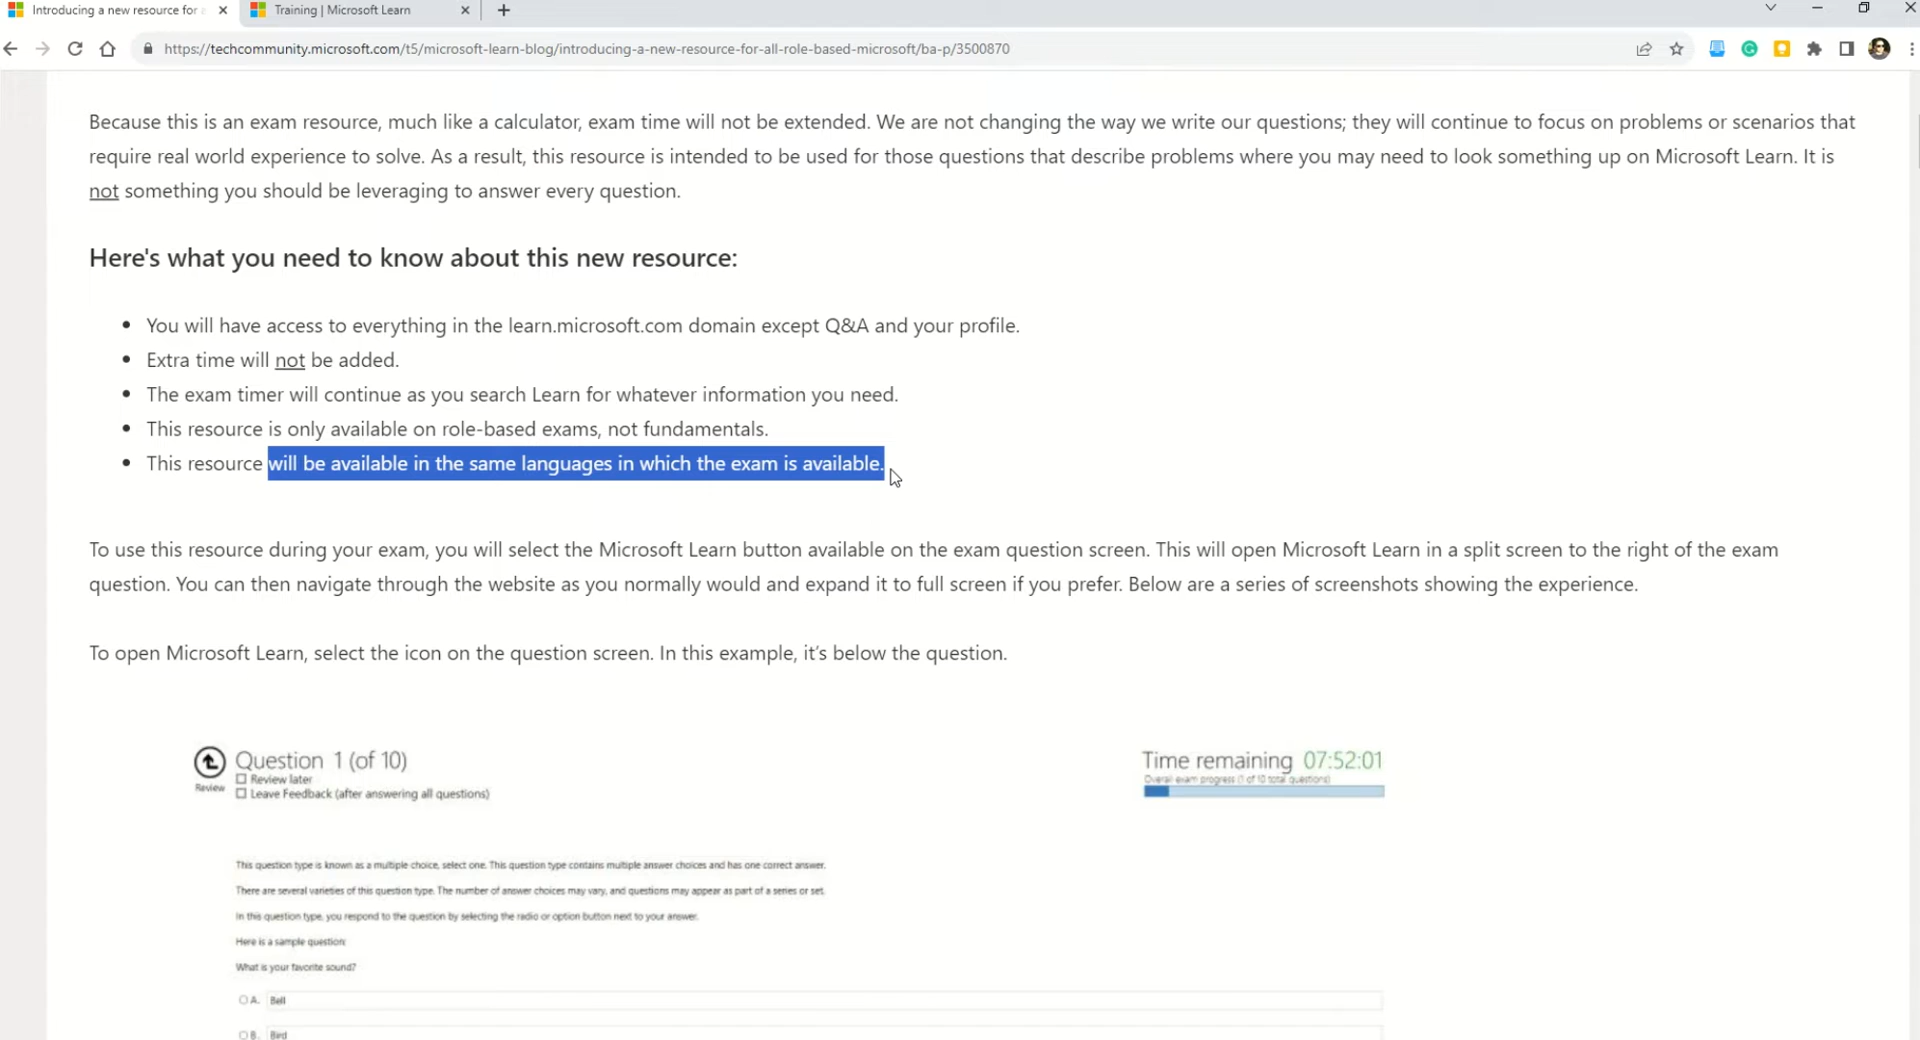 Introducing a new resource for
Training | Microsoft Learn
https://techcommunity.microsoft.com/t5/microsoft-learn-blog/introducing-a-new-resource-for-all-role-based-microsoft/ba-p/3500870
Because this is an exam resource, much like a calculator, exam time will not be extended. We are not changing the way we write our questions; they will continue to focus on problems or scenarios that
require real world experience to solve. As a result, this resource is intended to be used for those questions that describe problems where you may need to look something up on Microsoft Learn. It is
not something you should be leveraging to answer every question.
Here's what you need to know about this new resource:
• You will have access to everything in the learn.microsoft.com domain except Q&A and your profile.
• Extra time will not be added.
• The exam timer will continue as you search Learn for whatever information you need.
• This resource is only available on role-based exams, not fundamentals.
• This resource will be available in the same languages in which the exam is available.
To use this resource during your exam, you will select the Microsoft Learn button available on the exam question screen. This will open Microsoft Learn in a split screen to the right of the exam
question. You can then navigate through the website as you normally would and expand it to full screen if you prefer. Below are a series of screenshots showing the experience.
To open Microsoft Learn, select the icon on the question screen. In this example, it’s below the question.
Question 1 (of 10)
Time remaining 07:52:01
Review later
Overall exam progress (1 of 10 total questions)
Review
Leave Feedback (after answering all questions)
This question type is known as a multiple choice, select one. This question type contains multiple answer choices and has one correct answer.
There are several varieties of this question type. The number of answer choices may vary, and questions may appear as part of a series or set.
In this question type, you respond to the question by selecting the radio or option button next to your answer.
Here is a sample question:
What is your favorite sound?
A. Bell
B. Bird